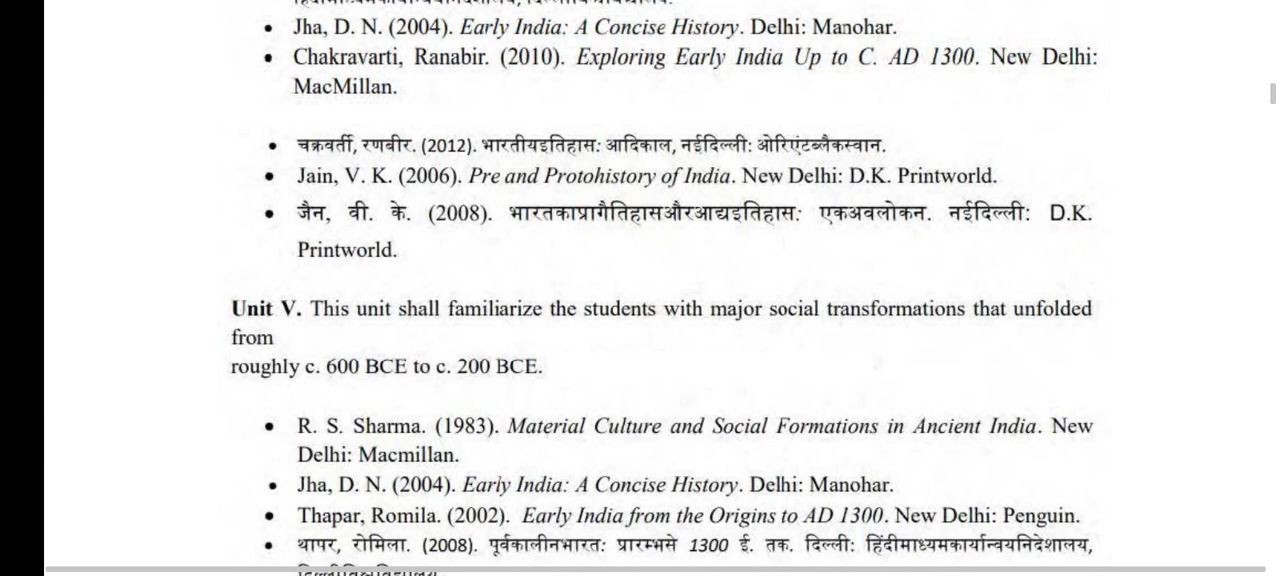 Jha, D. N. (2004). Early India: A Concise History. Delhi: Manohar.
Chakravarti, Ranabir. (2010). Exploring Early India Up to C. AD 1300. New Delhi:
MacMillan.
चक्रवर्ती, रणबीर. (2012). भारतीयइतिहास: आदिकाल, नईदिल्ली: ओरिएंटब्लैकस्वान.
Jain, V. K. (2006). Pre and Protohistory of India. New Delhi: D.K. Printworld.
जैन, वी. के. (2008). भारतकाप्रागैतिहासऔरआद्यइतिहास: एकअवलोकन. नईदिल्ली: D.K.
Printworld.
Unit V. This unit shall familiarize the students with major social transformations that unfolded
from
roughly c. 600 BCE to c. 200 BCE.
R. S. Sharma. (1983). Material Culture and Social Formations in Ancient India. New
Delhi: Macmillan.
Jha, D. N. (2004). Early India: A Concise History. Delhi: Manohar.
Thapar, Romila. (2002). Early India from the Origins to AD 1300. New Delhi: Penguin.
थापर, रोमिला. (2008). पूर्वकालीनभारत: प्रारम्भसे 1300 ई. तक. दिल्ली: हिंदीमाध्यमकार्यान्वयनिदेशालय,